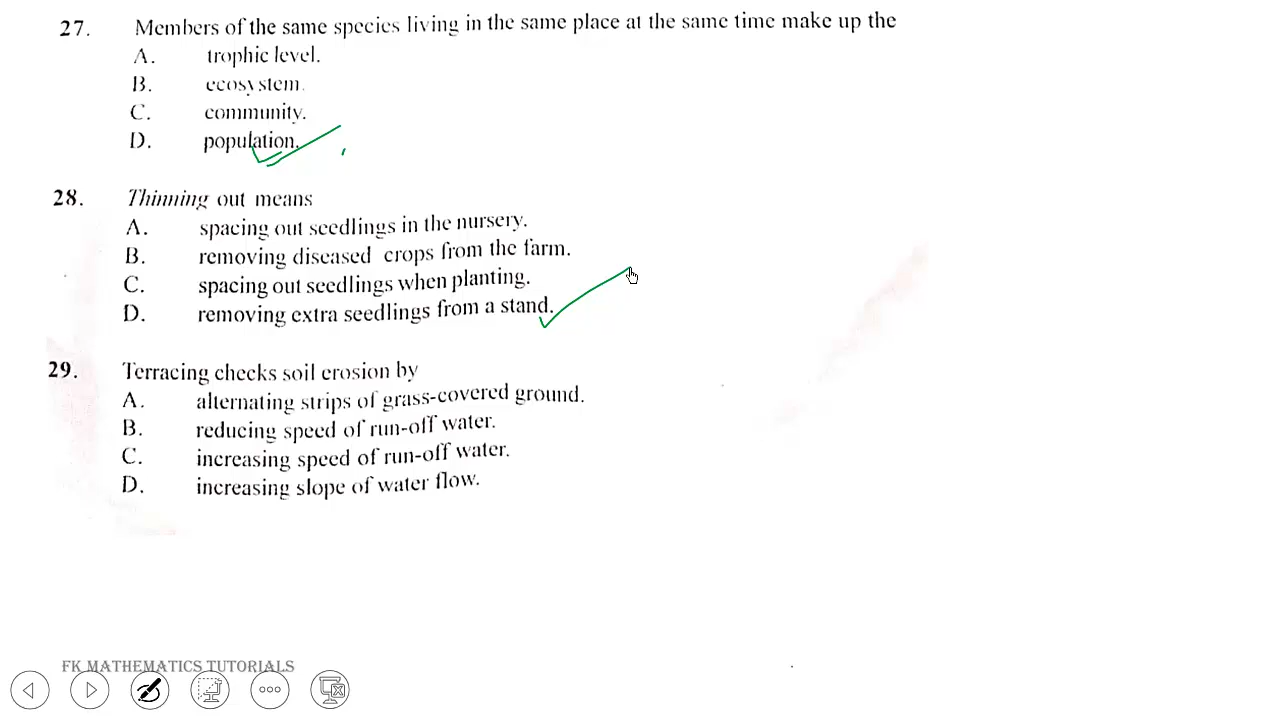 27. Members of the same species living in the same place at the same time make up the
A. trophic level.
B. ecosystem.
C. community.
D. population.
28. Thinning out means
A. spacing out seedlings in the nursery.
B. removing diseased crops from the farm.
C. spacing out seedlings when planting.
D. removing extra seedlings from a stand.
29. Terracing checks soil erosion by
A. alternating strips of grass-covered ground.
B. reducing speed of run-off water.
C. increasing speed of run-off water.
D. increasing slope of water flow.
FK MATHEMATICS TUTORIALS